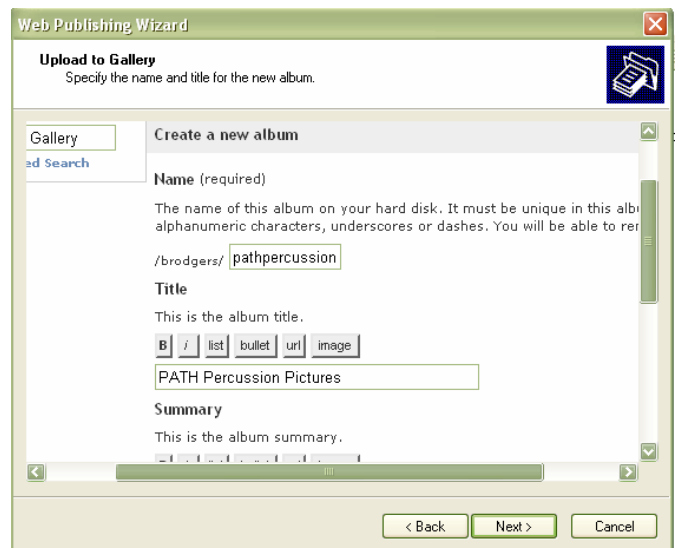 Web Publishing Wizard
Upload to Gallery
Specify the name and title for the new album.
Gallery
ed Search
Create a new album
Name (required)
The name of this album on your hard disk. It must be unique in this albu
alphanumeric characters, underscores or dashes. You will be able to rer
/brodgers/ pathpercussion
Title
This is the album title.
B i list bullet url image
PATH Percussion Pictures
Summary
This is the album summary.
< Back Next > Cancel